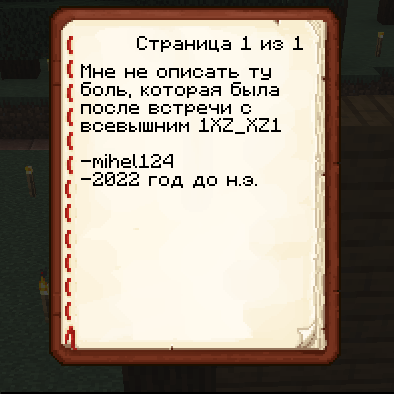 Страница 1 из 1
Мне не описать ту
боль, которая была
после встречи с
всевышним 1XZ_XZ1
-mihel124
-2022 год до н.э.